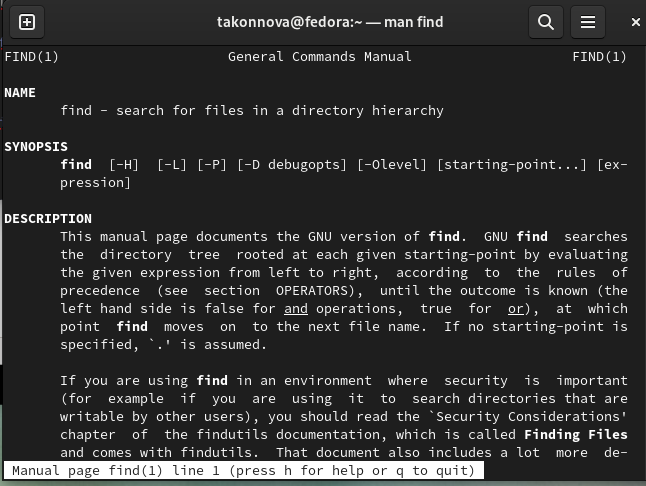 takonnova@fedora:~ — man find
FIND(1) General Commands Manual FIND(1)
NAME
find - search for files in a directory hierarchy
SYNOPSIS
find [-H] [-L] [-P] [-D debugopts] [-Olevel] [starting-point...] [ex-
pression]
DESCRIPTION
This manual page documents the GNU version of find. GNU find searches
the directory tree rooted at each given starting-point by evaluating
the given expression from left to right, according to the rules of
precedence (see section OPERATORS), until the outcome is known (the
left hand side is false for and operations, true for or), at which
point find moves on to the next file name. If no starting-point is
specified, `.' is assumed.
If you are using find in an environment where security is important
(for example if you are using it to search directories that are
writable by other users), you should read the `Security Considerations'
chapter of the findutils documentation, which is called Finding Files
and comes with findutils. That document also includes a lot more de-
Manual page find(1) line 1 (press h for help or q to quit)